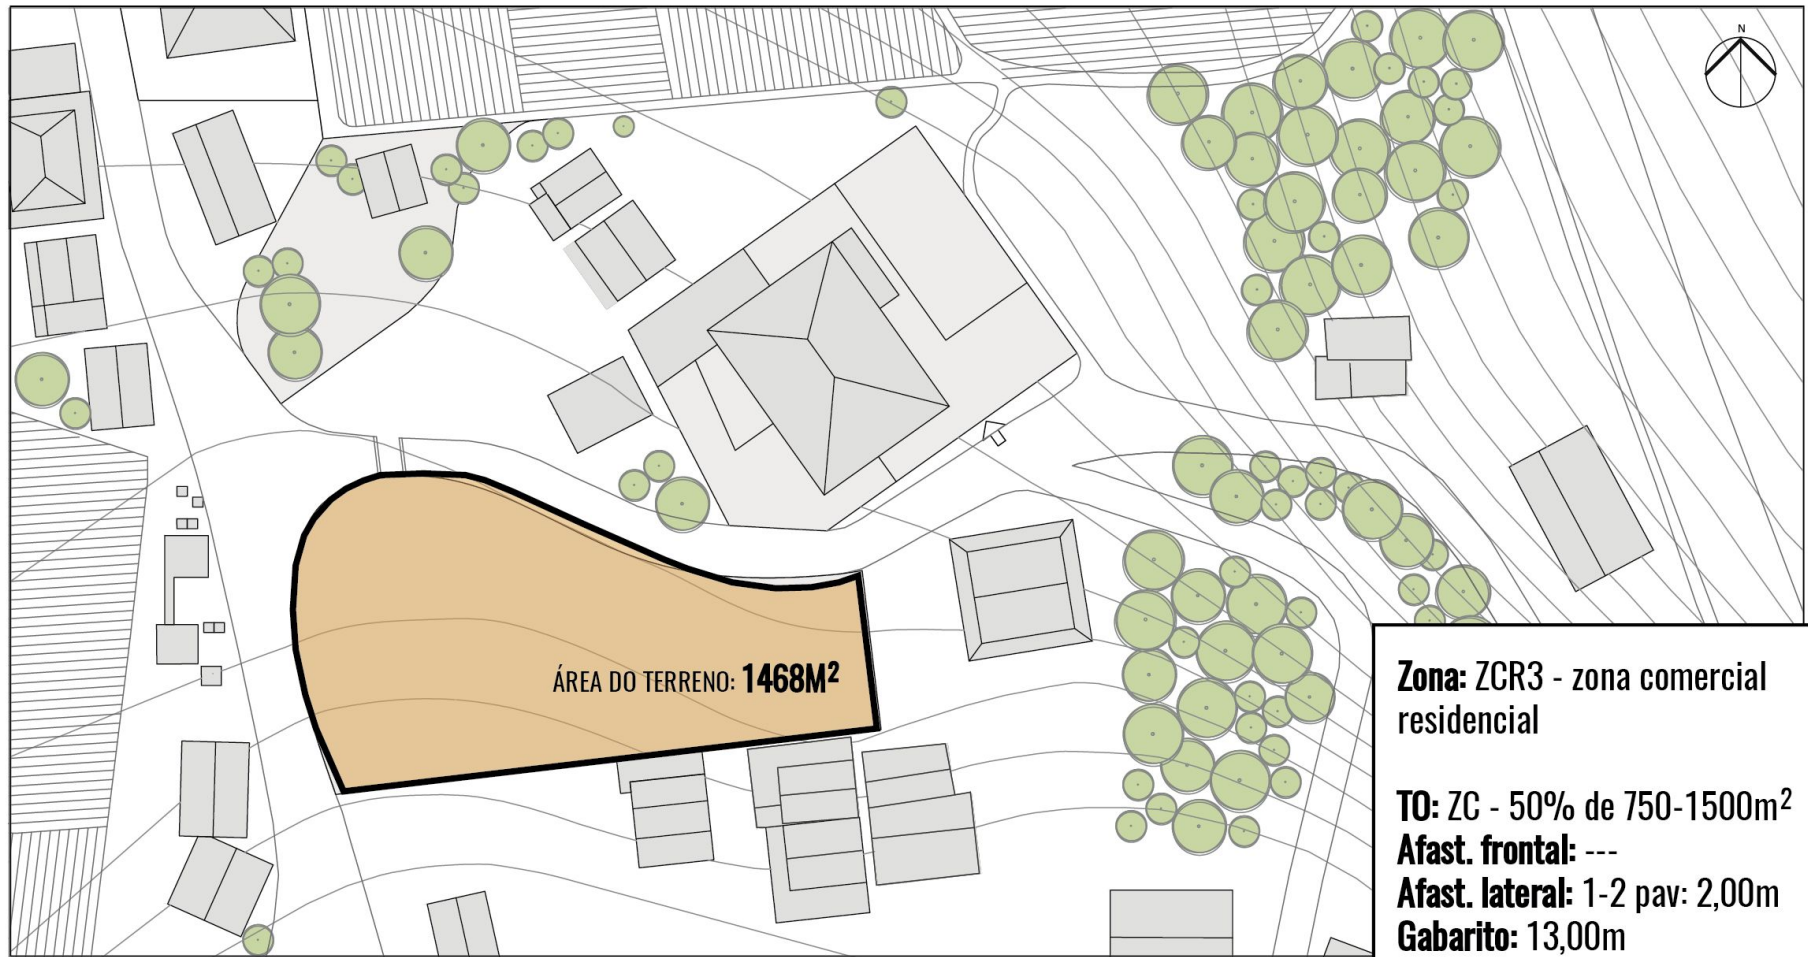 N
ÁREA DO TERRENO: 1468M²
Zona: ZCR3 - zona comercial
residencial
TO: ZC - 50% de 750-1500m²
Afast. frontal: ---
Afast. lateral: 1-2 pav: 2,00m
Gabarito: 13,00m